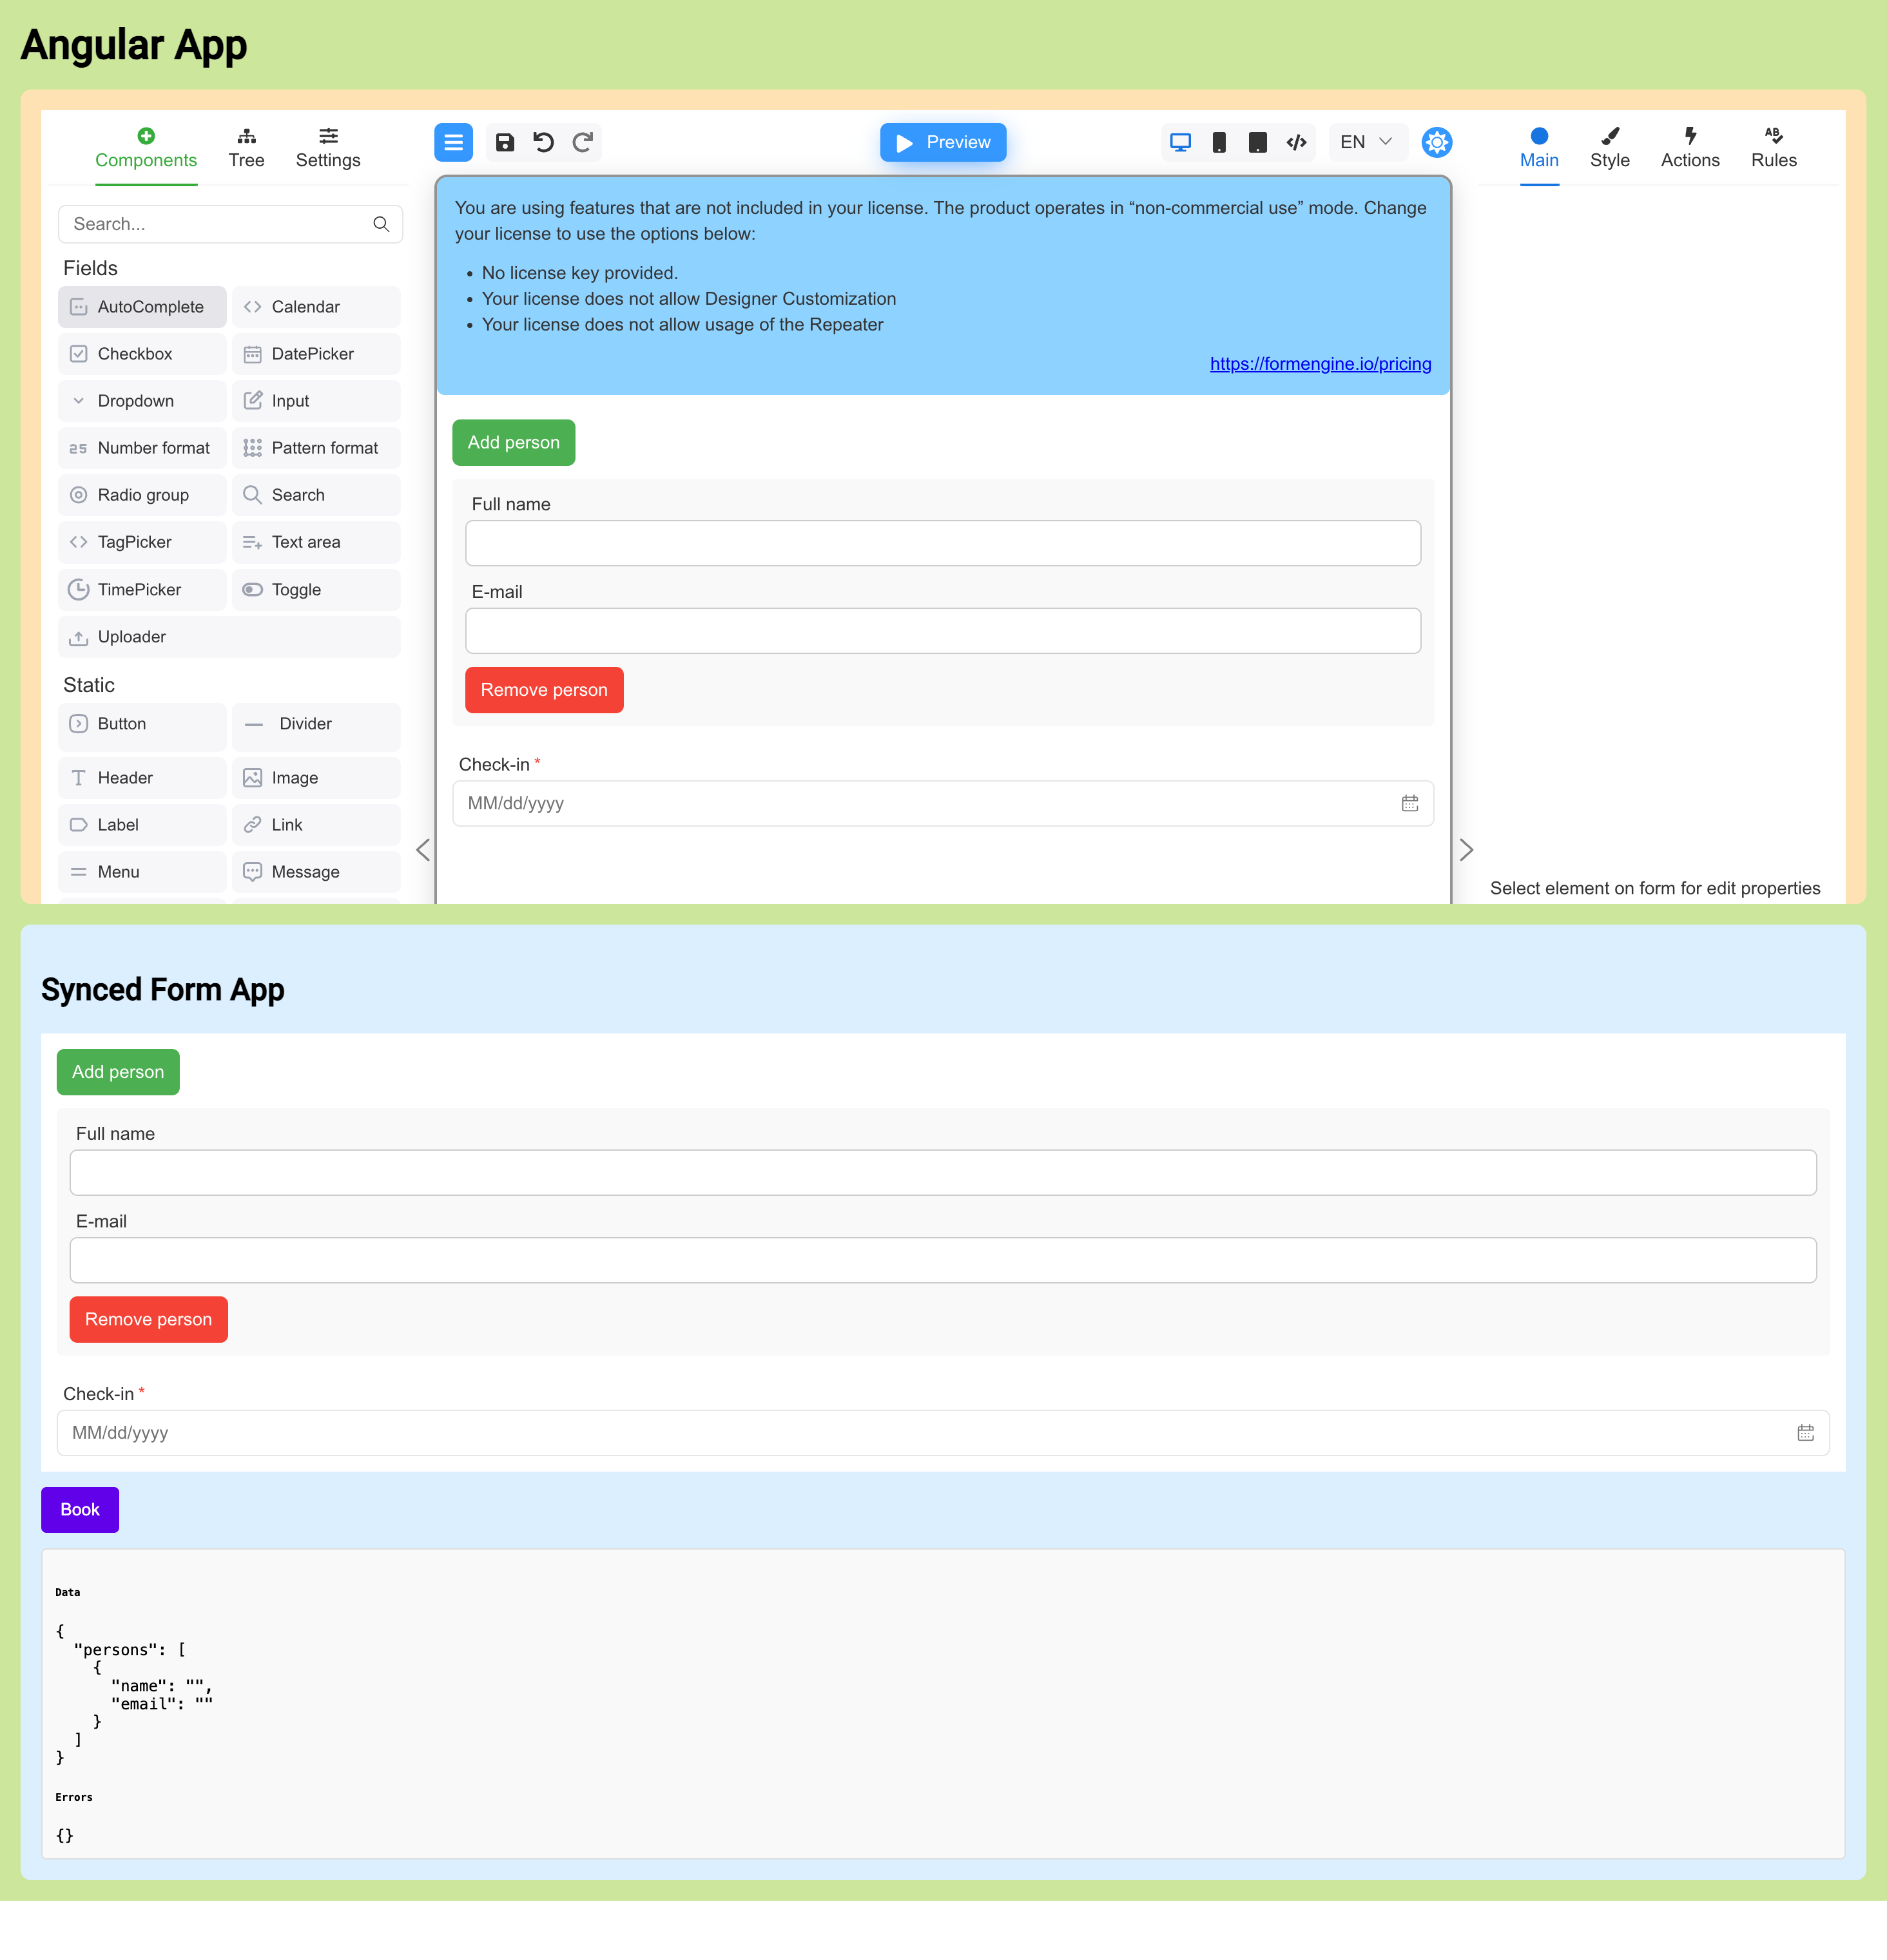 Angular App
Components
Tree
Settings
Preview
EN
Main
Style
Actions
AB
Rules
Search...
Fields
AutoComplete
Calendar
Checkbox
DatePicker
Dropdown
Input
25 Number format
Pattern format
Radio group
Search
TagPicker
Text area
TimePicker
Toggle
Uploader
Static
Button
Divider
Header
Image
Label
Link
Menu
Message
You are using features that are not included in your license. The product operates in “non-commercial use” mode. Change
your license to use the options below:
• No license key provided.
• Your license does not allow Designer Customization
• Your license does not allow usage of the Repeater
https://formengine.io/pricing
Add person
Full name
E-mail
Remove person
Check-in *
MM/dd/yyyy
Select element on form for edit properties
Synced Form App
Add person
Full name
E-mail
Remove person
Check-in *
MM/dd/yyyy
Book
Data
{
"persons": [
{
"name": "",
"email": ""
}
]
}
Errors
{}